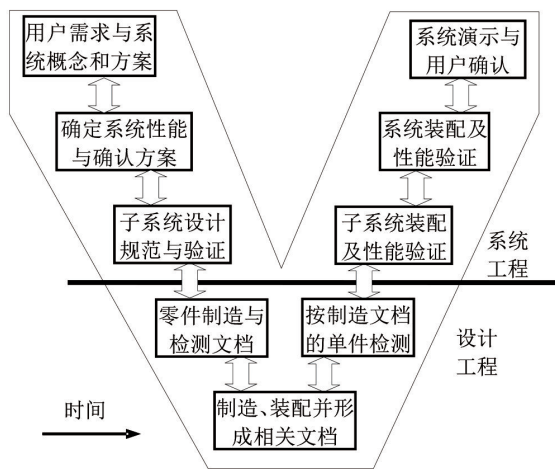 用户需求与系
统概念和方案
系统演示与
用户确认
确定系统性能
与确认方案
系统装配及
性能验证
子系统设计
规范与验证
子系统装配
及性能验证
系统
工程
零件制造与
检测文档
按制造文档
的单件检测
设计
工程
制造、装配并形
成相关文档
时间